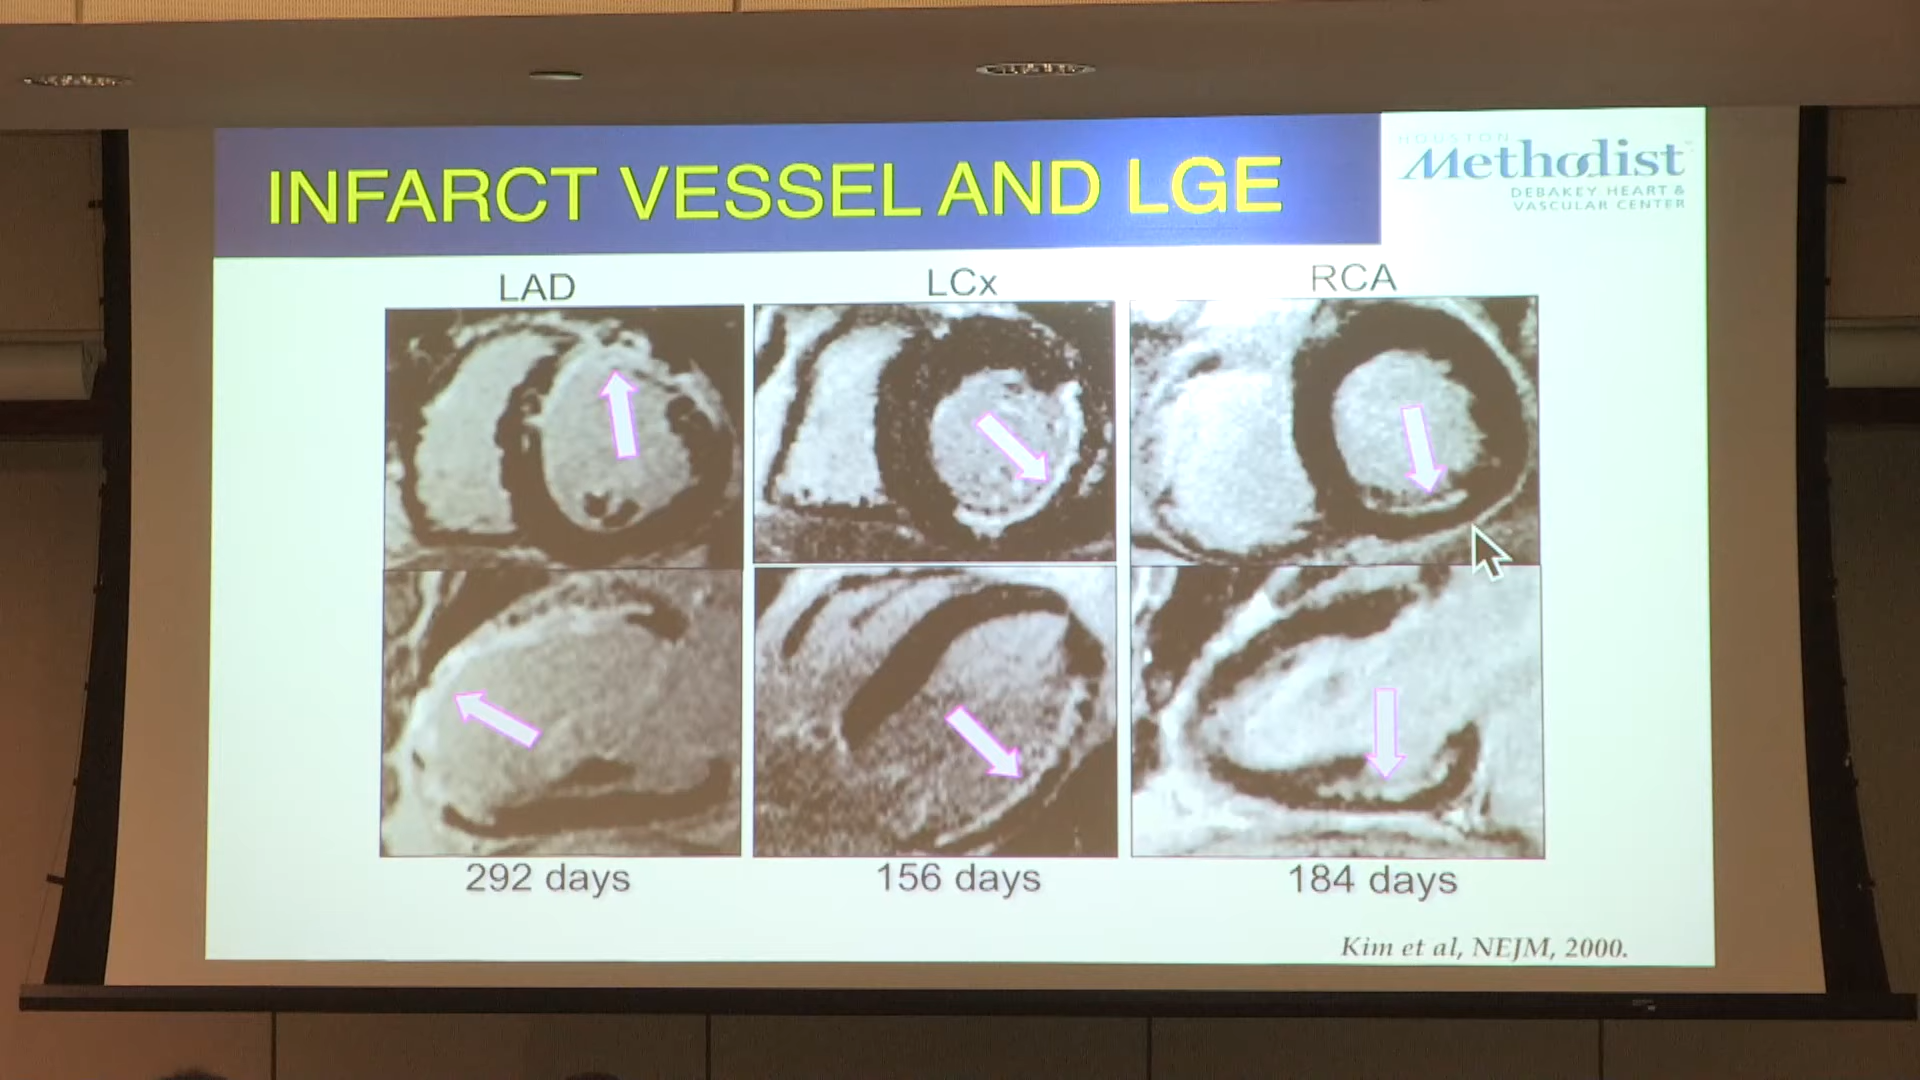 INFARCT VESSEL AND LGE
HOUSTON
Methodist
DEBAKEY HEART &
VASCULAR CENTER
LAD
LCx
RCA
292 days
156 days
184 days
Kim et al, NEJM, 2000.